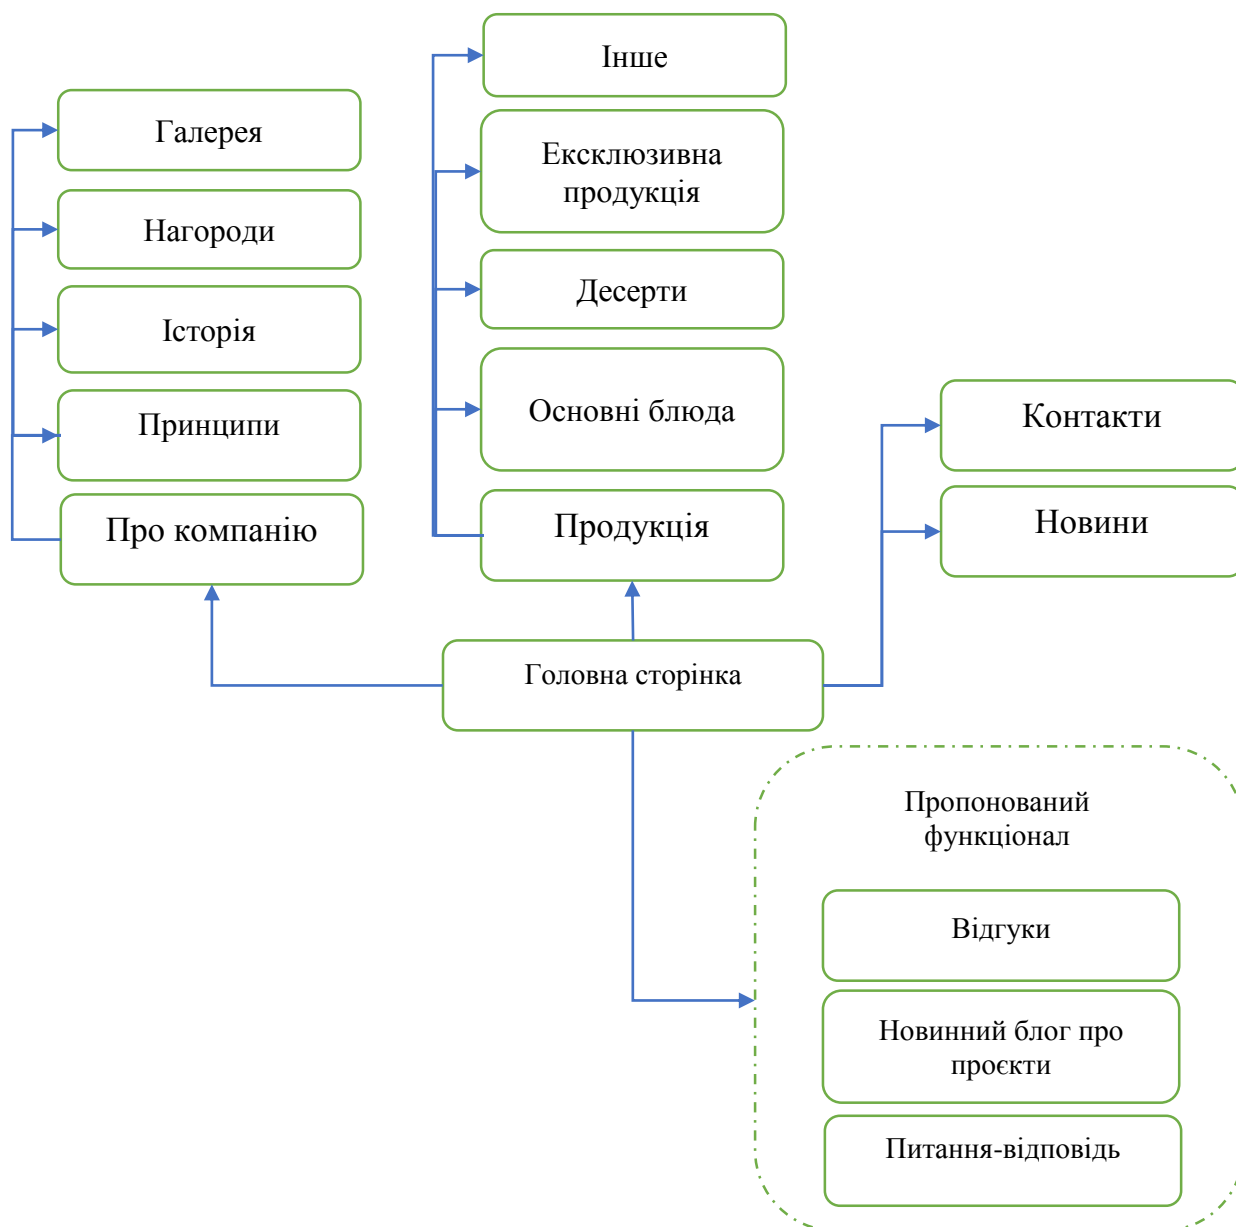 Інше
Галерея
Ексклюзивна
продукція
Нагороди
Десерти
Історія
Основні блюда
Принципи
Контакти
Про компанію
Продукція
Новини
Головна сторінка
Пропонований
функціонал
Відгуки
Новинний блог про
проєкти
Питання-відповідь